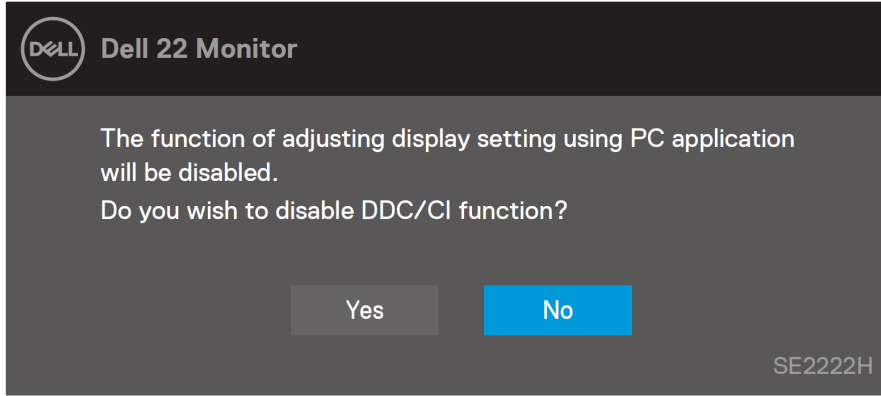 DELL Dell 22 Monitor
The function of adjusting display setting using PC application
will be disabled.
Do you wish to disable DDC/CI function?
Yes No
SE2222H